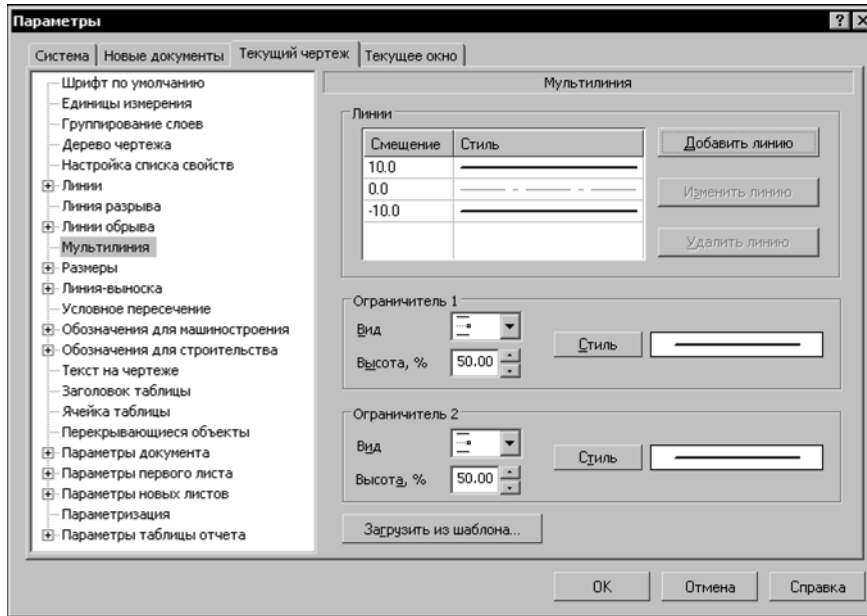 Параметры
Система
Новые документы
Текущий чертеж
Текущее окно
Шрифт по умолчанию
Единицы измерения
Группирование слоев
Дерево чертежа
Настройка списка свойств
Линии
Линия разрыва
Линии обрыва
Мультилиния
Размеры
Линия-выноска
Условное пересечение
Обозначения для машиностроения
Обозначения для строительства
Текст на чертеже
Заголовок таблицы
Ячейка таблицы
Перекрывающиеся объекты
Параметры документа
Параметры первого листа
Параметры новых листов
Параметризация
Параметры таблицы отчета
Мультилиния
Линии
Смещение Стиль
10.0
0.0
-10.0
Добавить линию
Изменить линию
Удалить линию
Ограничитель 1
Вид
Высота, % 50.00
Стиль
Ограничитель 2
Вид
Высота, % 50.00
Стиль
Загрузить из шаблона...
OK
Отмена
Справка